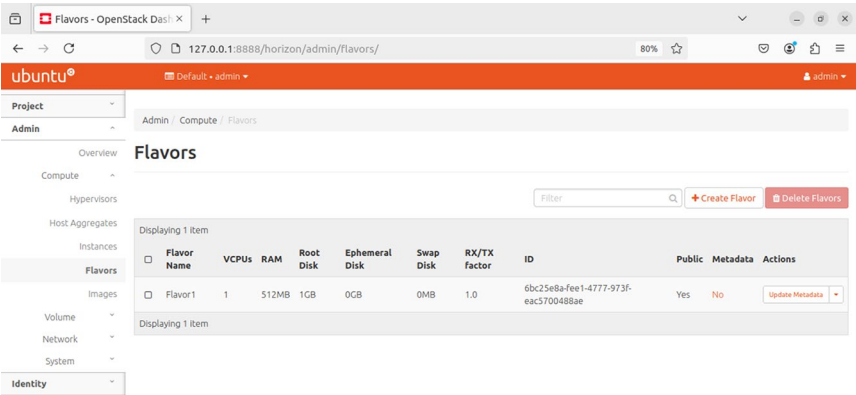 Flavors - OpenStack Dash
127.0.0.1:8888/horizon/admin/flavors/
80%
ubuntu
Default • admin
admin
Project
Admin
Overview
Compute
Hypervisors
Host Aggregates
Instances
Flavors
Images
Volume
Network
System
Identity
Admin / Compute / Flavors
Flavors
Filter
Create Flavor
Delete Flavors
Displaying 1 item
Flavor Name VCPUs RAM Root Disk Ephemeral Disk Swap Disk RX/TX factor ID Public Metadata Actions
Flavor1 1 512MB 1GB 0GB 0MB 1.0 6bc25e8a-fee1-4777-973f-eac5700488ae Yes No Update Metadata
Displaying 1 item